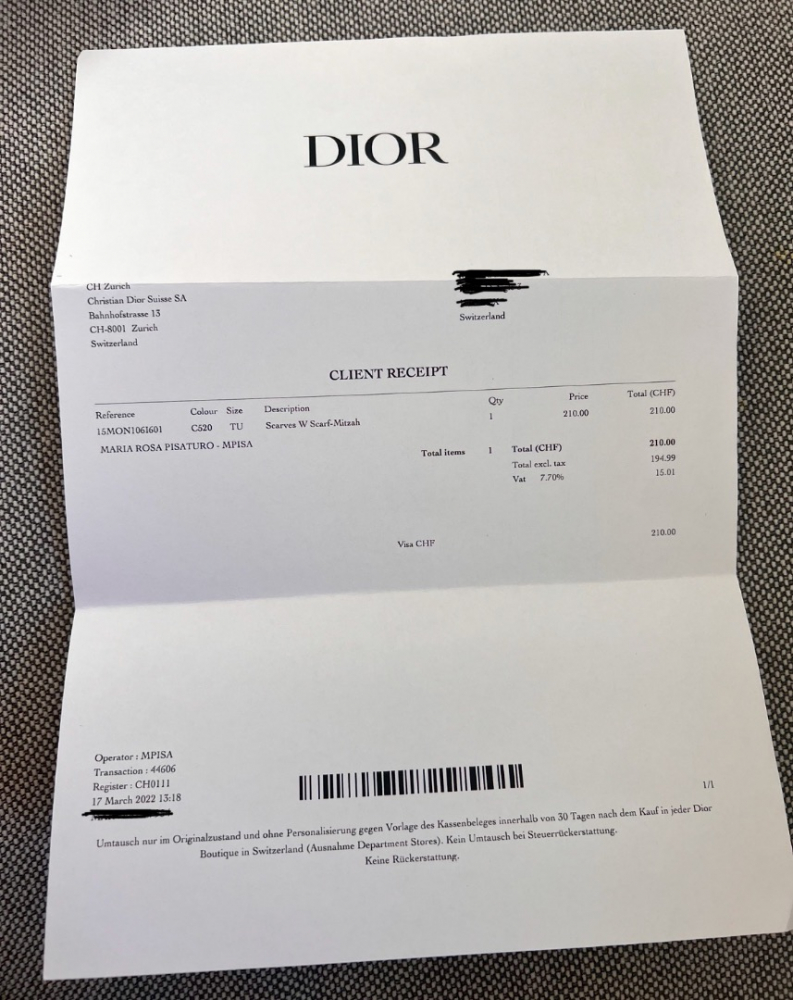 DIOR
CH Zurich
Christian Dior Suisse SA
Bahnhofstrasse 13
CH-8001 Zurich
Switzerland
Switzerland
CLIENT RECEIPT
Reference Colour Size Description Qty Price Total (CHF)
15MON1061601 C520 TU Scarves W Scarf-Mitzah 1 210.00 210.00
MARIA ROSA PISATURO - MPISA
Total items 1 Total (CHF) 210.00
Total excl. tax 194.99
Vat 7.70% 15.01
Visa CHF 210.00
Operator : MPISA
Transaction : 44606
Register : CH0111
17 March 2022 13:18
1/1
Umtausch nur im Originalzustand und ohne Personalisierung gegen Vorlage des Kassenbeleges innerhalb von 30 Tagen nach dem Kauf in jeder Dior
Boutique in Switzerland (Ausnahme Department Stores). Kein Umtausch bei Steuerrückerstattung.
Keine Rückerstattung.